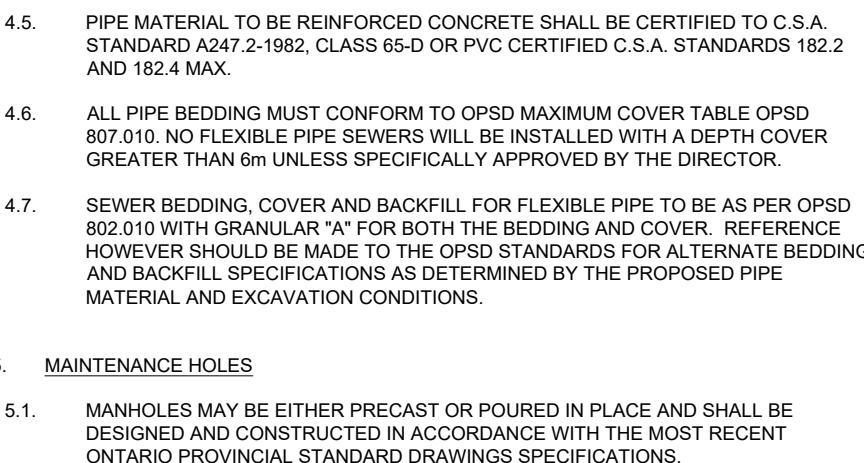 4.5. PIPE MATERIAL TO BE REINFORCED CONCRETE SHALL BE CERTIFIED TO C.S.A.
STANDARD A247.2-1982, CLASS 65-D OR PVC CERTIFIED C.S.A. STANDARDS 182.2
AND 182.4 MAX.
4.6. ALL PIPE BEDDING MUST CONFORM TO OPSD MAXIMUM COVER TABLE OPSD
807.010. NO FLEXIBLE PIPE SEWERS WILL BE INSTALLED WITH A DEPTH COVER
GREATER THAN 6m UNLESS SPECIFICALLY APPROVED BY THE DIRECTOR.
4.7. SEWER BEDDING, COVER AND BACKFILL FOR FLEXIBLE PIPE TO BE AS PER OPSD
802.010 WITH GRANULAR "A" FOR BOTH THE BEDDING AND COVER. REFERENCE
HOWEVER SHOULD BE MADE TO THE OPSD STANDARDS FOR ALTERNATE BEDDING
AND BACKFILL SPECIFICATIONS AS DETERMINED BY THE PROPOSED PIPE
MATERIAL AND EXCAVATION CONDITIONS.
MAINTENANCE HOLES
5.1. MANHOLES MAY BE EITHER PRECAST OR POURED IN PLACE AND SHALL BE
DESIGNED AND CONSTRUCTED IN ACCORDANCE WITH THE MOST RECENT
ONTARIO PROVINCIAL STANDARD DRAWINGS SPECIFICATIONS.